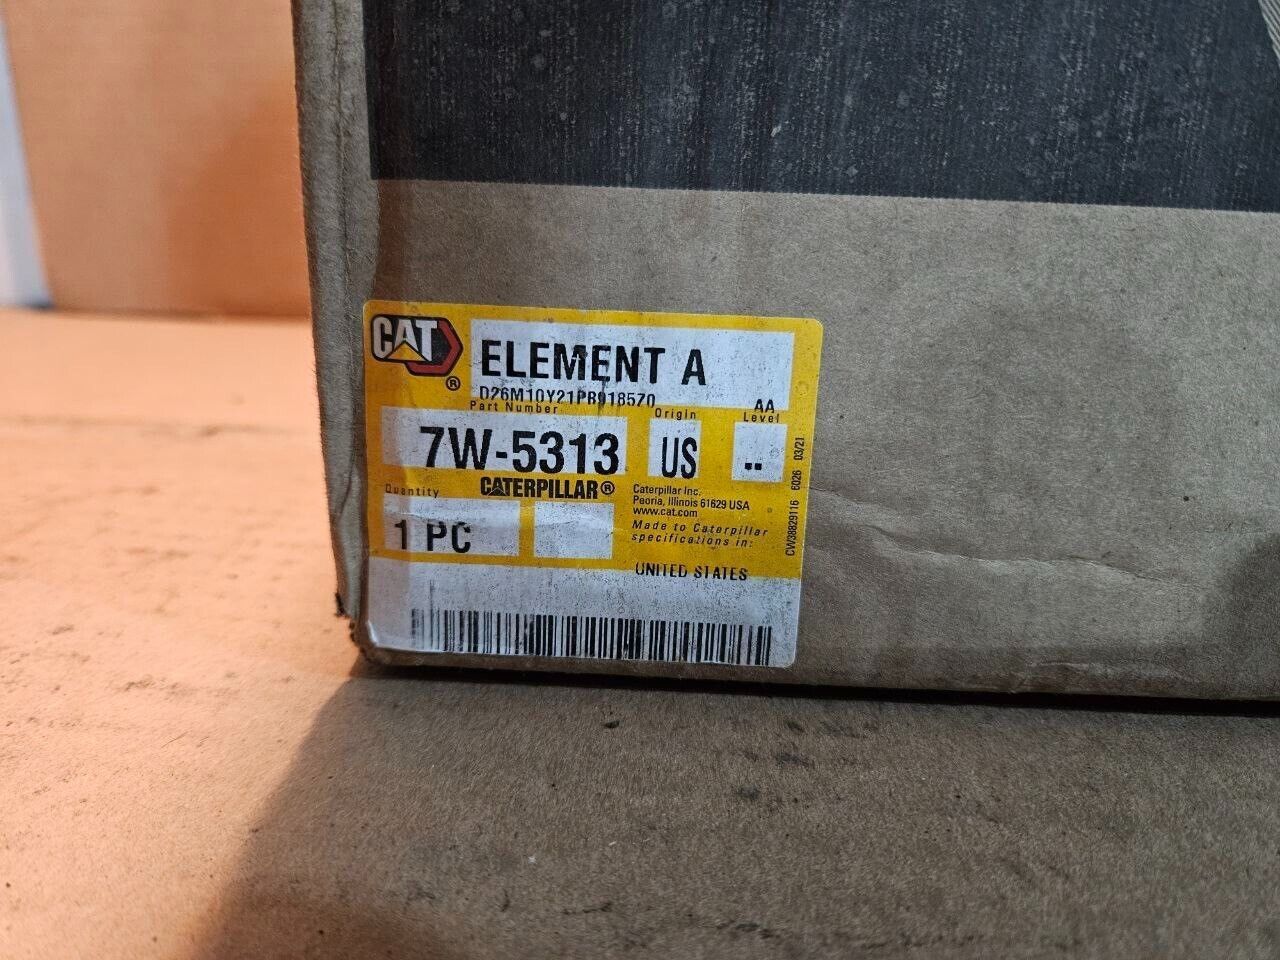 CAT
®
ELEMENT A
D26M10Y21PB918570
AA
Part Number
Origin
Level
7W-5313
US
..
CATERPILLAR®
Quantity
1 PC
Caterpillar Inc.
Peoria, Illinois 61629 USA
www.cat.com
Made to Caterpillar
specifications in:
UNITED STATES
CW38829116 6026 03/21